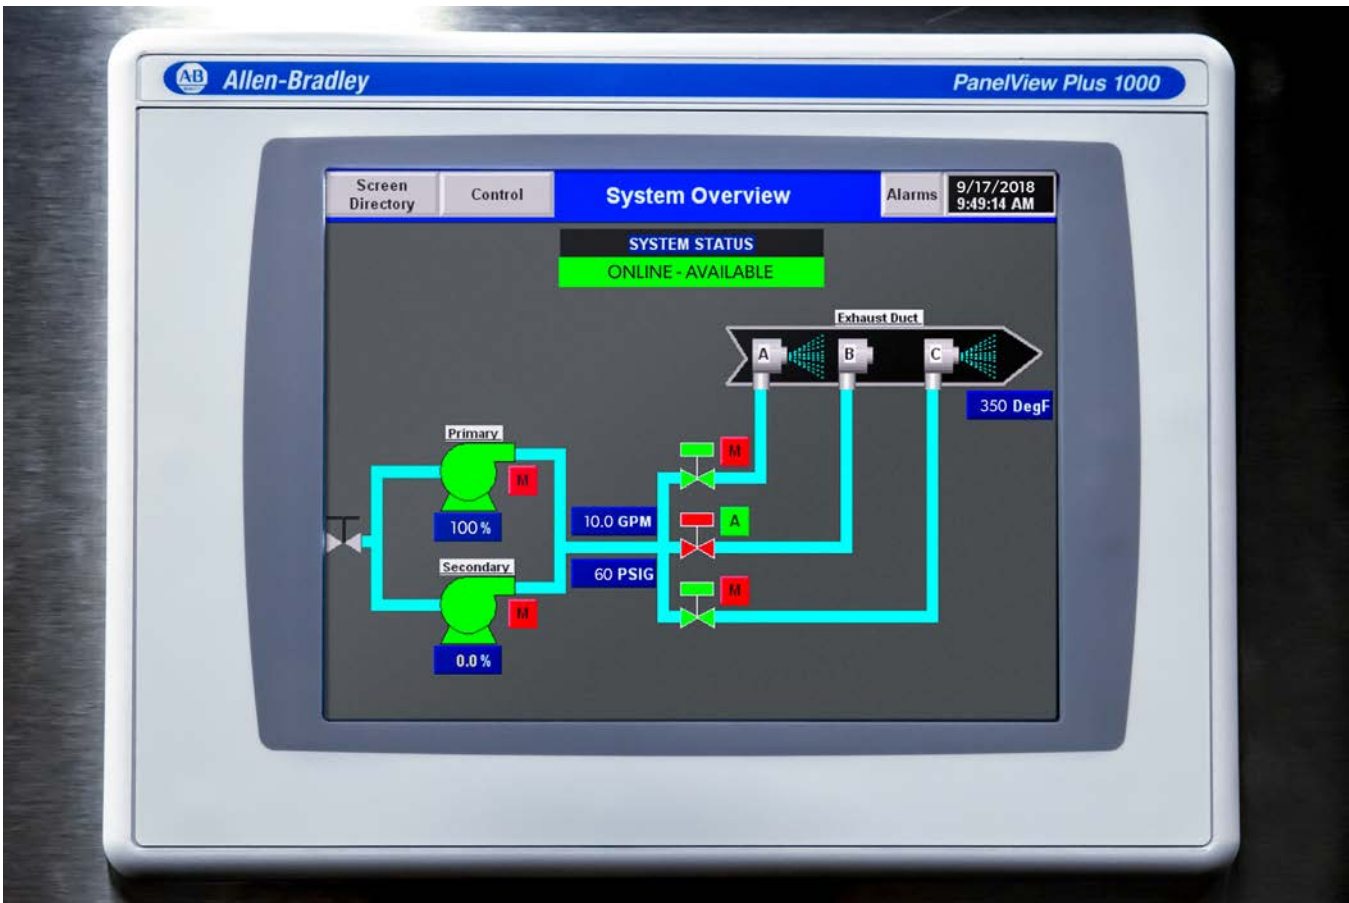 AB Allen-Bradley
PanelView Plus 1000
Screen
Directory
Control
System Overview
Alarms
9/17/2018
9:49:14 AM
SYSTEM STATUS
ONLINE - AVAILABLE
Exhaust Duct
A
B
C
350 DegF
Primary
M
100 %
M
10.0 GPM
A
60 PSIG
M
Secondary
M
0.0 %